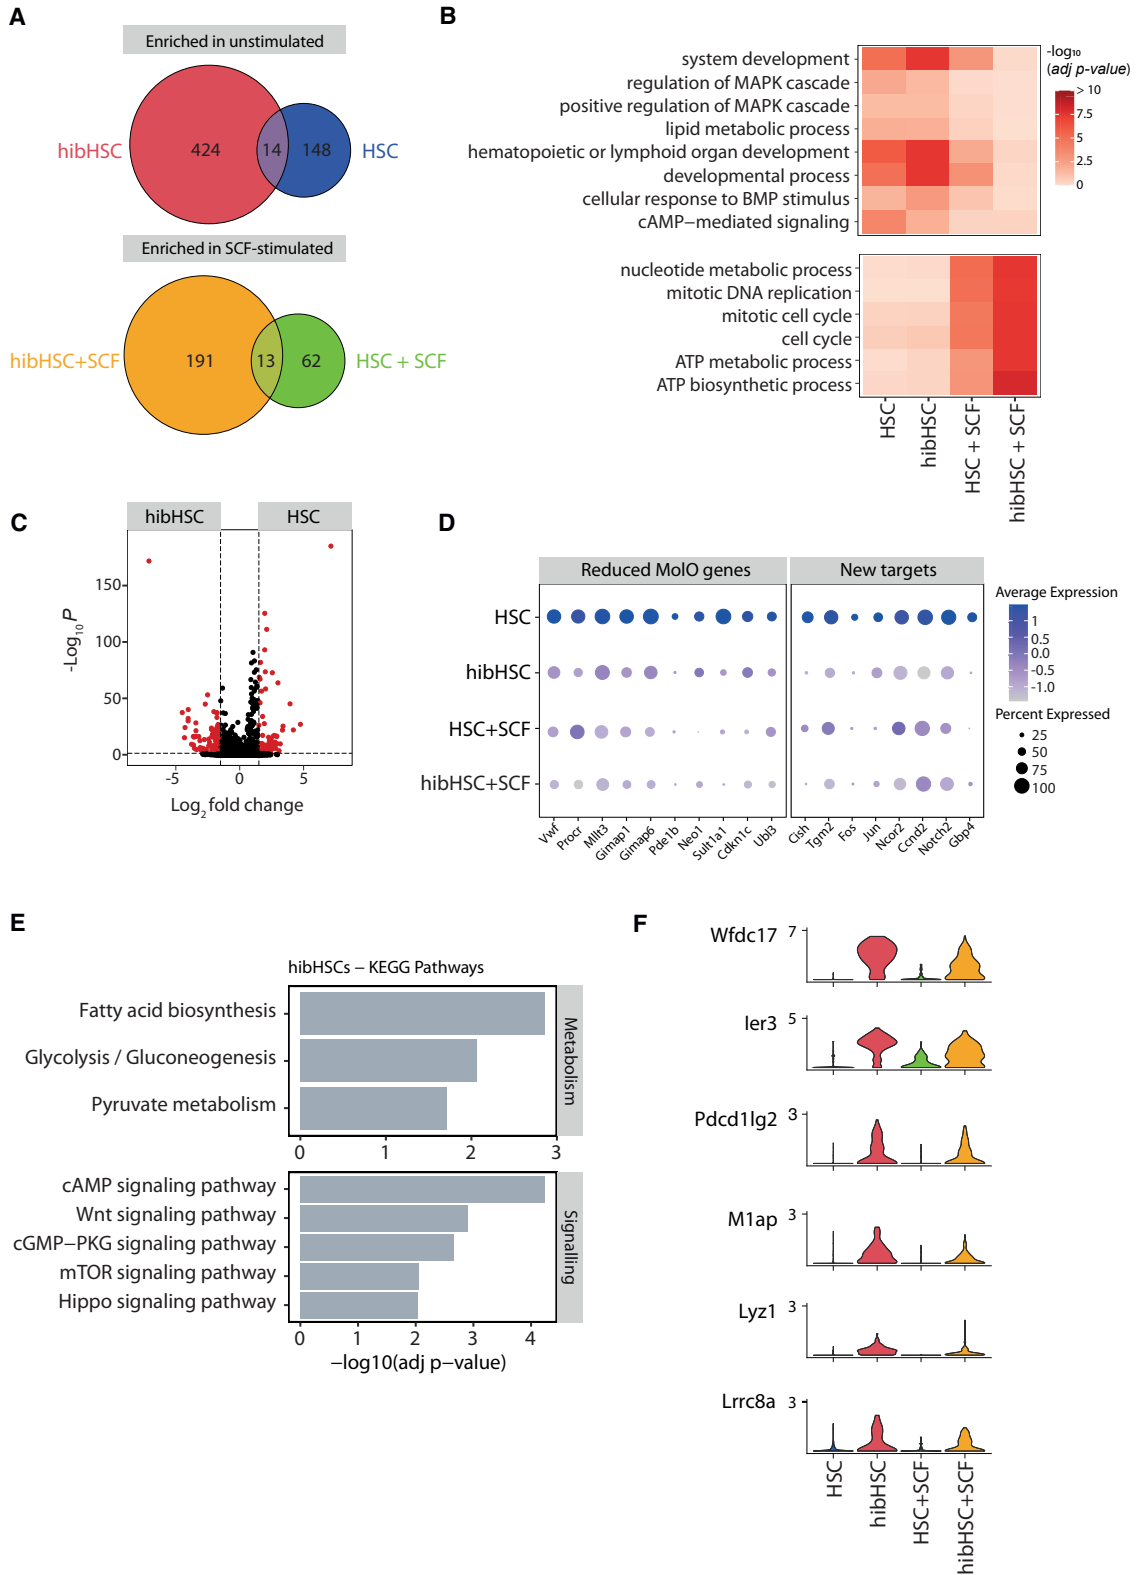 A
Enriched in unstimulated
hibHSC
424
14
148
HSC
Enriched in SCF-stimulated
hibHSC+SCF
191
13
62
HSC + SCF
B
system development
regulation of MAPK cascade
positive regulation of MAPK cascade
lipid metabolic process
hematopoietic or lymphoid organ development
developmental process
cellular response to BMP stimulus
cAMP−mediated signaling
nucleotide metabolic process
mitotic DNA replication
mitotic cell cycle
cell cycle
ATP metabolic process
ATP biosynthetic process
HSC
hibHSC
HSC + SCF
hibHSC + SCF
-log₁₀
(adj p-value)
> 10
7.5
5
2.5
0
C
hibHSC
HSC
-Log₁₀ P
150
100
50
0
-5
0
5
Log₂ fold change
D
Reduced MolO genes
New targets
HSC
hibHSC
HSC+SCF
hibHSC+SCF
Vwf
Procr
Mllt3
Gimap1
Gimap6
Pde1b
Neo1
Sult1a1
Cdkn1c
Ubl3
Cish
Tgm2
Fos
Jun
Ncor2
Ccnd2
Notch2
Gbp4
Average Expression
1
0.5
0.0
-0.5
-1.0
Percent Expressed
25
50
75
100
E
hibHSCs − KEGG Pathways
Fatty acid biosynthesis
Glycolysis / Gluconeogenesis
Pyruvate metabolism
Metabolism
0
1
2
3
cAMP signaling pathway
Wnt signaling pathway
cGMP−PKG signaling pathway
mTOR signaling pathway
Hippo signaling pathway
Signalling
0
1
2
3
4
−log10(adj p−value)
F
Wfdc17
7
Ier3
5
Pdcd1lg2
3
M1ap
3
Lyz1
3
Lrrc8a
3
HSC
hibHSC
HSC+SCF
hibHSC+SCF